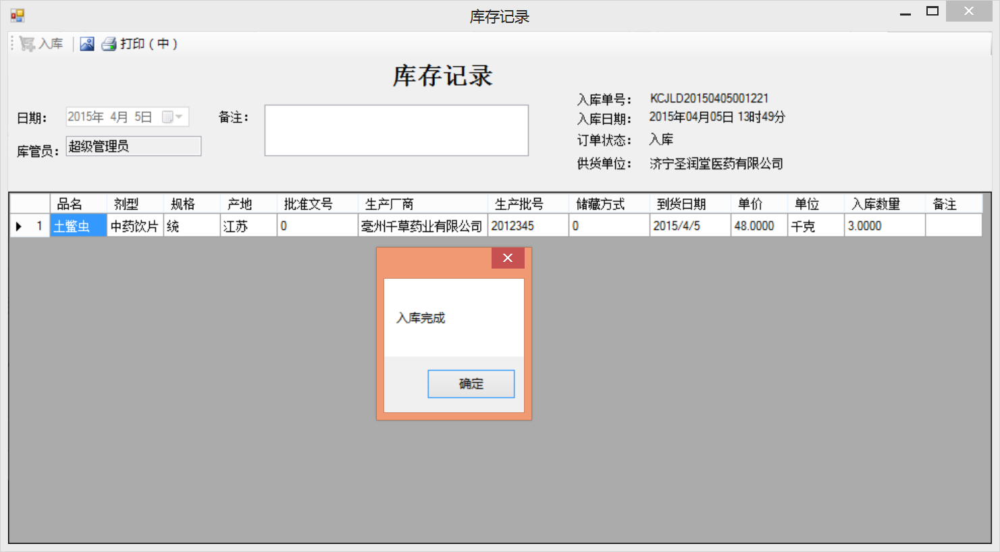 库存记录
入库 打印（中）
库存记录
日期： 2015年 4月 5日
备注：
库管员： 超级管理员
入库单号： KCJLD20150405001221
入库日期： 2015年04月05日 13时49分
订单状态： 入库
供货单位： 济宁圣润堂医药有限公司
品名 剂型 规格 产地 批准文号 生产厂商 生产批号 储藏方式 到货日期 单价 单位 入库数量 备注
1 土鳖虫 中药饮片 统 江苏 0 亳州千草药业有限公司 2012345 0 2015/4/5 48.0000 千克 3.0000
入库完成
确定